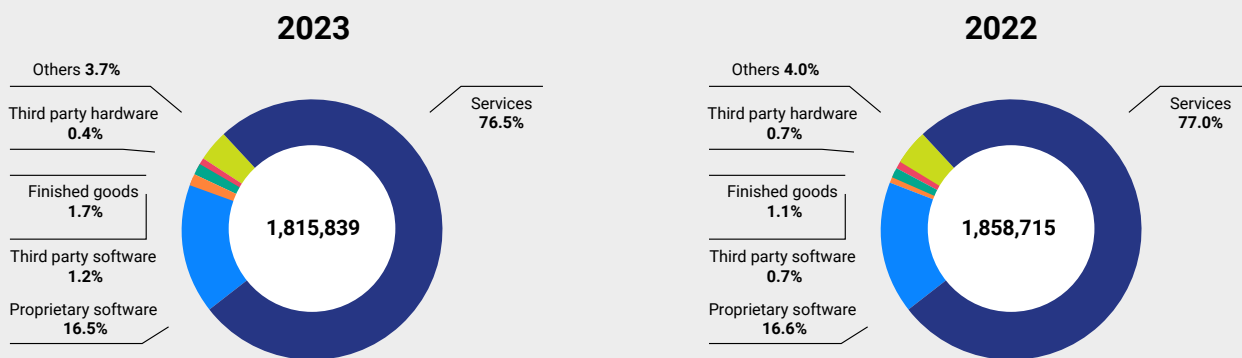 2023
Others 3.7%
Third party hardware
0.4%
Finished goods
1.7%
Third party software
1.2%
Proprietary software
16.5%
Services
76.5%
1,815,839
2022
Others 4.0%
Third party hardware
0.7%
Finished goods
1.1%
Third party software
0.7%
Proprietary software
16.6%
Services
77.0%
1,858,715